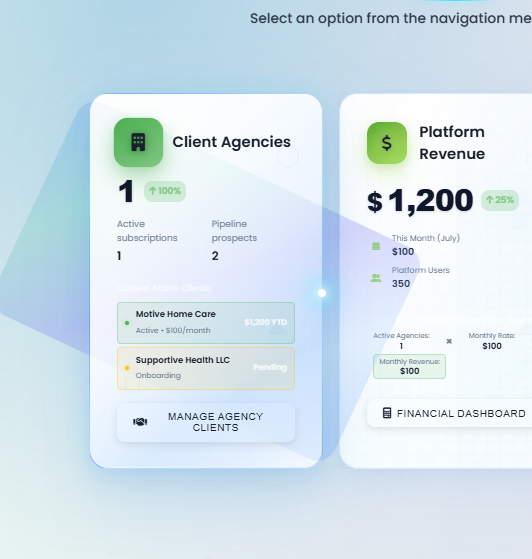 Select an option from the navigation me
Client Agencies
1 ↑ 100%
Active subscriptions
1
Pipeline prospects
2
Current Active Clients:
Motive Home Care
Active • $100/month
$1,200 YTD
Supportive Health LLC
Onboarding
Pending
MANAGE AGENCY
CLIENTS
Platform
Revenue
$ 1,200 ↑ 25%
This Month (July)
$100
Platform Users
350
Active Agencies:
1
×
Monthly Rate:
$100
Monthly Revenue:
$100
FINANCIAL DASHBOARD